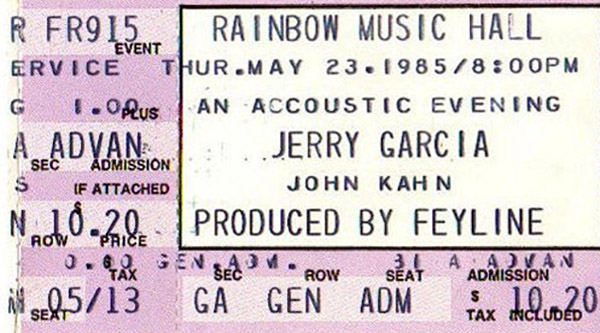 R FR915 RAINBOW MUSIC HALL
EVENT
ERVICE THUR.MAY 23.1985/8:00PM
G 1.00 PLUS AN ACCOUSTIC EVENING
A ADVAN JERRY GARCIA
SEC ADMISSION
S IF ATTACHED JOHN KAHN
$
N 10.20 PRODUCED BY FEYLINE
ROW PRICE
0.60 GEN.ADM. A ADVAN
TAX SEC ROW SEAT ADMISSION
M 05/13 GA GEN ADM $ 10.20
SEAT TAX INCLUDED